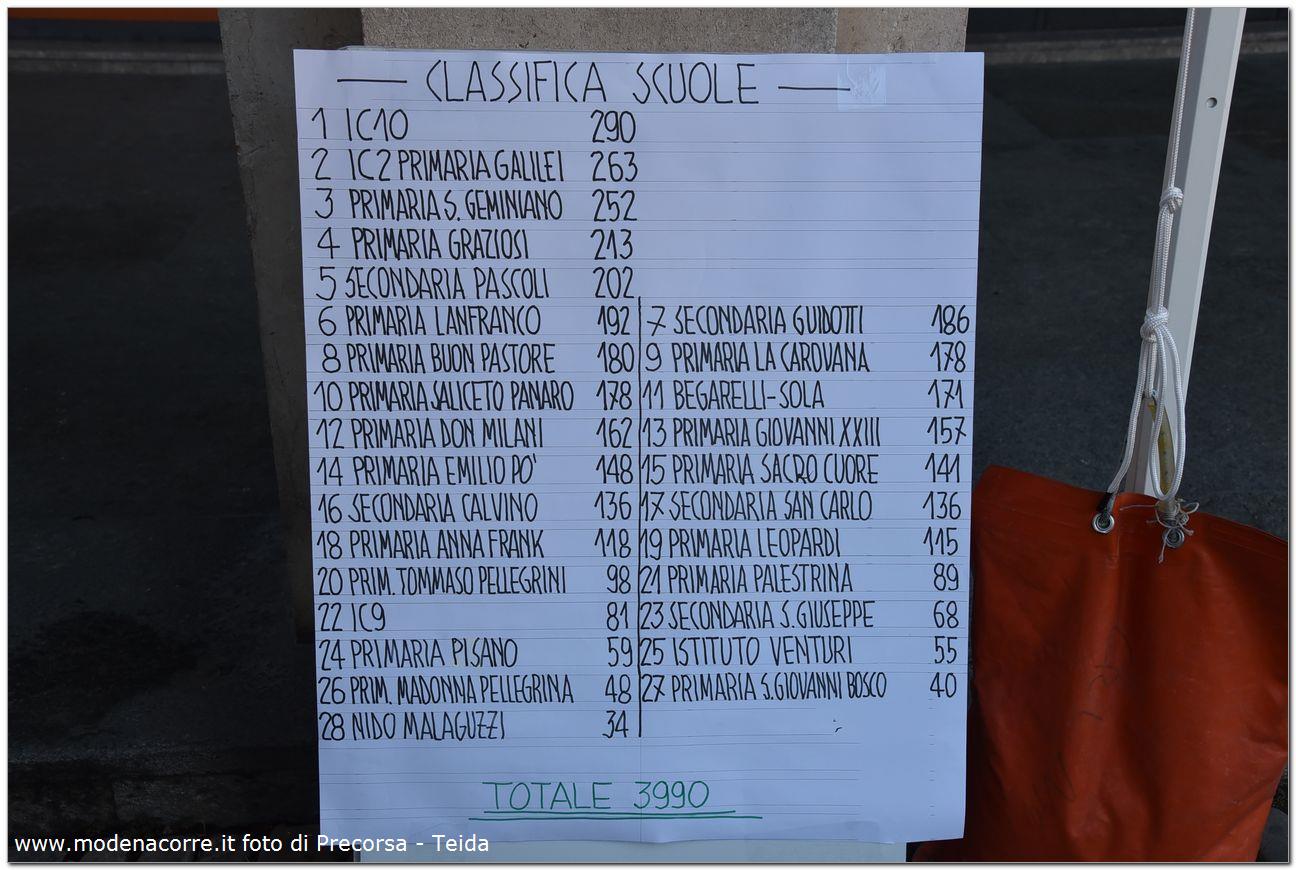 CLASSIFICA SCUOLE
1 IC10 290
2 IC2 PRIMARIA GALILEI 263
3 PRIMARIA S. GEMINIANO 252
4 PRIMARIA GRAZIOSI 213
5 SECONDARIA PASCOLI 202
6 PRIMARIA LANFRANCO 192 7 SECONDARIA GUIDOTTI 186
8 PRIMARIA BUON PASTORE 180 9 PRIMARIA LA CAROVANA 178
10 PRIMARIA SALICETO PANARO 178 11 BEGARELLI-SOLA 171
12 PRIMARIA DON MILANI 162 13 PRIMARIA GIOVANNI XXIII 157
14 PRIMARIA EMILIO PO' 148 15 PRIMARIA SACRO CUORE 141
16 SECONDARIA CALVINO 136 17 SECONDARIA SAN CARLO 136
18 PRIMARIA ANNA FRANK 118 19 PRIMARIA LEOPARDI 115
20 PRIM. TOMMASO PELLEGRINI 98 21 PRIMARIA PALESTRINA 89
22 IC9 81 23 SECONDARIA S. GIUSEPPE 68
24 PRIMARIA PISANO 59 25 ISTITUTO VENTURI 55
26 PRIM. MADONNA PELLEGRINA 48 27 PRIMARIA S. GIOVANNI BOSCO 40
28 NIDO MALAGUZZI 34
TOTALE 3990
www.modenacorre.it foto di Precorsa - Teida